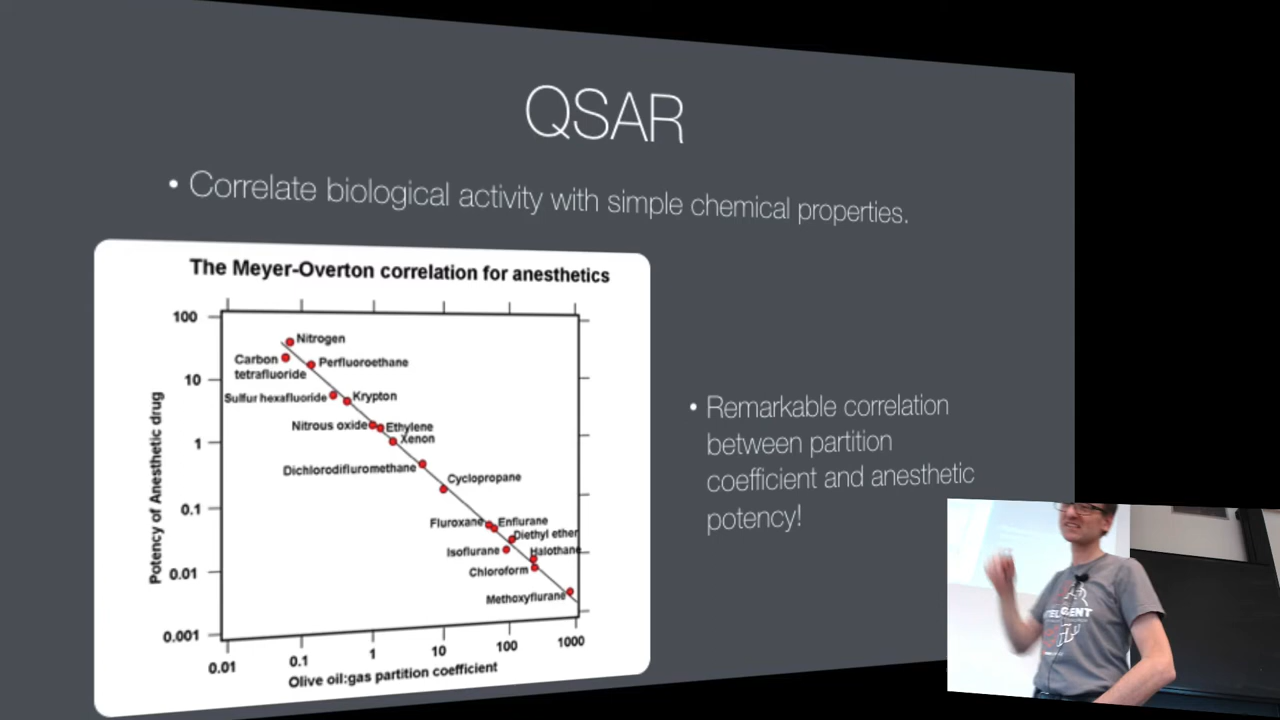 QSAR
• Correlate biological activity with simple chemical properties.
The Meyer-Overton correlation for anesthetics
100
10
1
0.1
0.01
0.001
Potency of Anesthetic drug
Nitrogen
Carbon
tetrafluoride
Perfluoroethane
Sulfur hexafluoride
Krypton
Nitrous oxide
Ethylene
Xenon
Dichlorodifluromethane
Cyclopropane
Fluroxane
Enflurane
Diethyl ether
Isoflurane
Halothane
Chloroform
Methoxyflurane
0.01
0.1
1
10
100
1000
Olive oil:gas partition coefficient
• Remarkable correlation
between partition
coefficient and anesthetic
potency!